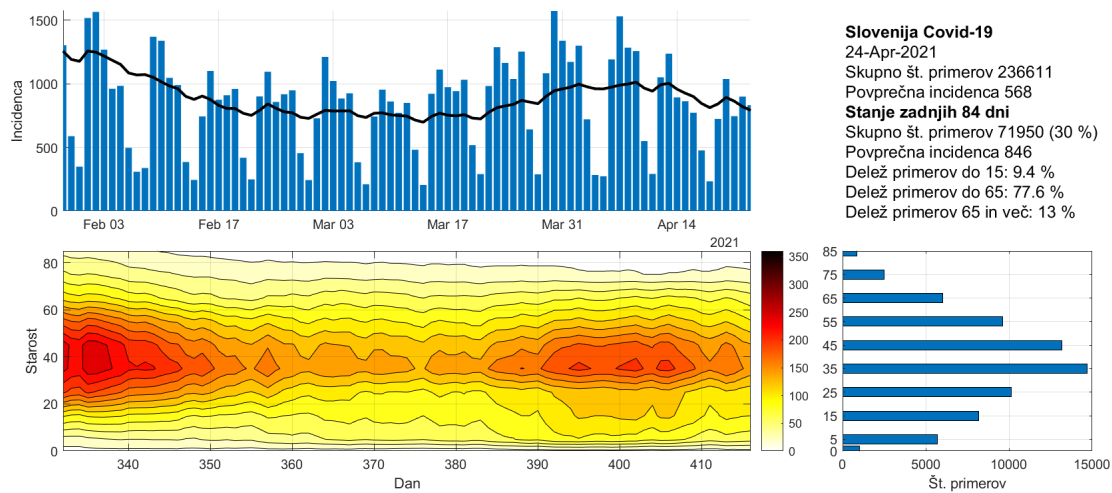 1500
1000
500
0
Incidenca
Feb 03
Feb 17
Mar 03
Mar 17
Mar 31
Apr 14
2021
Slovenija Covid-19
24-Apr-2021
Skupno št. primerov 236611
Povprečna incidenca 568
Stanje zadnjih 84 dni
Skupno št. primerov 71950 (30 %)
Povprečna incidenca 846
Delež primerov do 15: 9.4 %
Delež primerov do 65: 77.6 %
Delež primerov 65 in več: 13 %
80
60
40
20
0
Starost
340
350
360
370
380
390
400
410
Dan
350
300
250
200
150
100
50
0
85
75
65
55
45
35
25
15
5
0
0
5000
10000
15000
Št. primerov